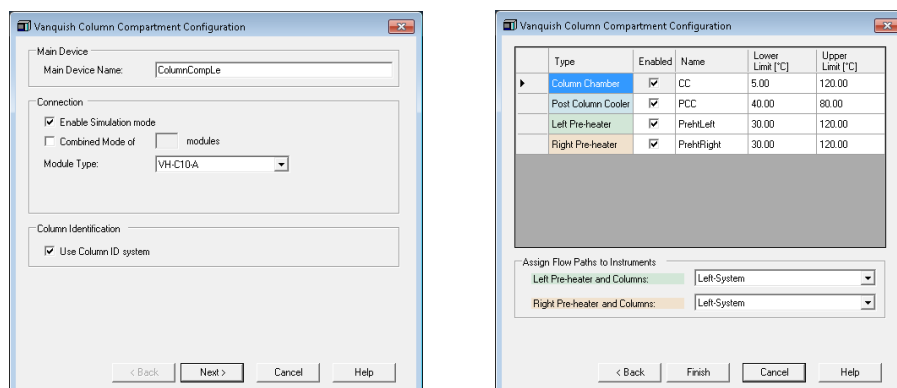 Vanquish Column Compartment Configuration
Main Device
Main Device Name: ColumnCompLe
Connection
Enable Simulation mode
Combined Mode of modules
Module Type: VH-C10-A
Column Identification
Use Column ID system
< Back Next > Cancel Help
Vanquish Column Compartment Configuration
Type Enabled Name Lower Limit [°C] Upper Limit [°C]
Column Chamber CC 5.00 120.00
Post Column Cooler PCC 40.00 80.00
Left Pre-heater PrehtLeft 30.00 120.00
Right Pre-heater PrehtRight 30.00 120.00
Assign Flow Paths to Instruments
Left Pre-heater and Columns: Left-System
Right Pre-heater and Columns: Left-System
< Back Finish Cancel Help